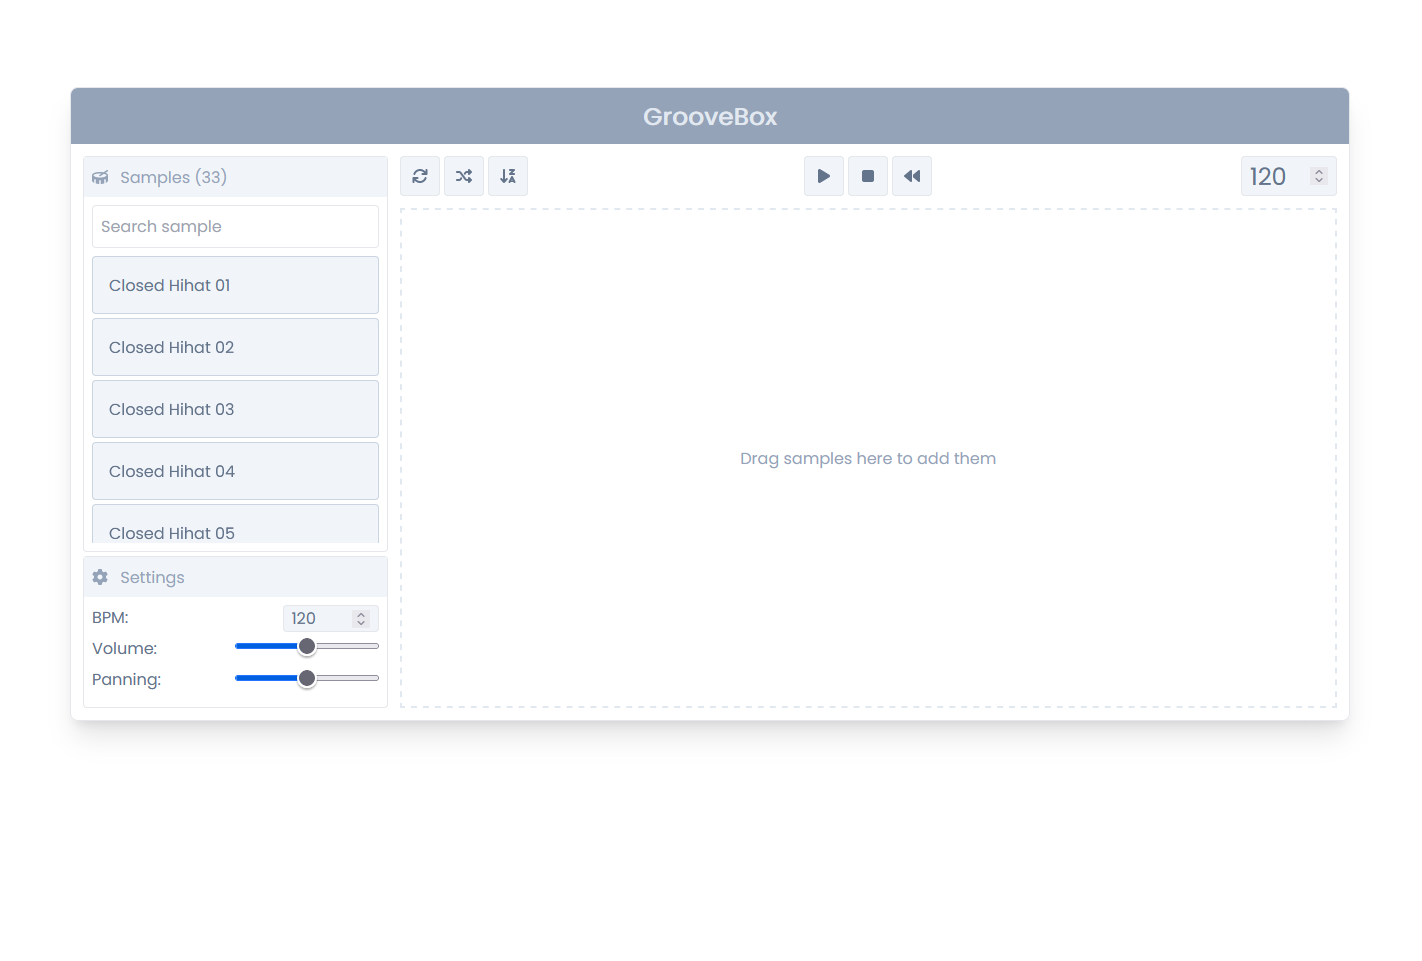 GrooveBox
Samples (33)
Search sample
Closed Hihat 01
Closed Hihat 02
Closed Hihat 03
Closed Hihat 04
Closed Hihat 05
Settings
BPM: 120
Volume:
Panning:
120
Drag samples here to add them